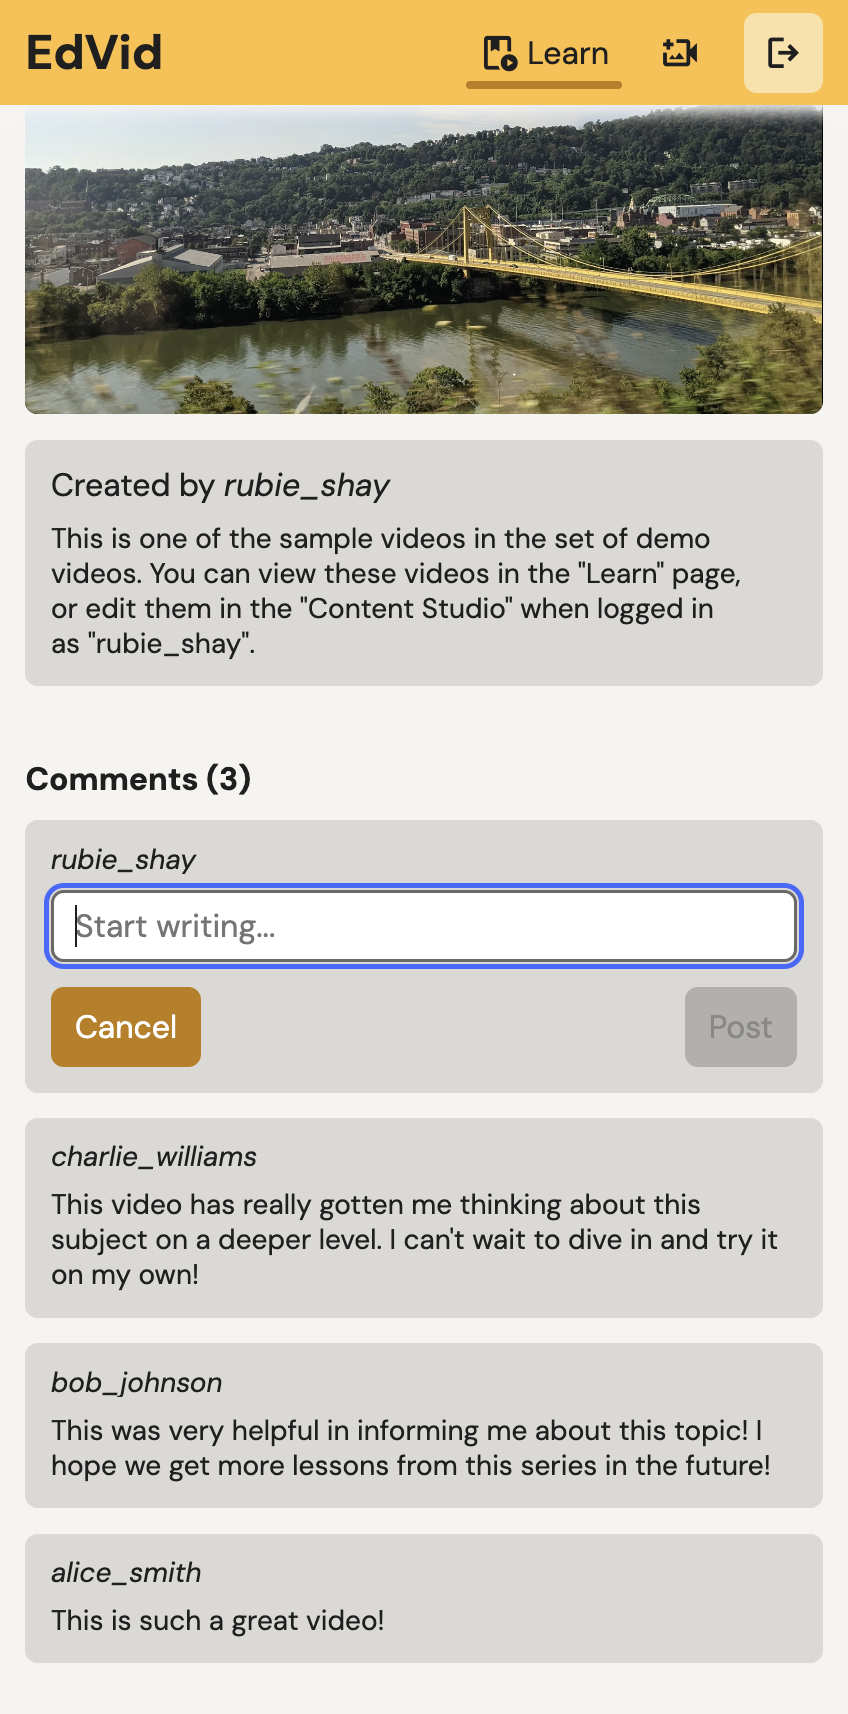 EdVid
Learn
Created by rubie_shay
This is one of the sample videos in the set of demo
videos. You can view these videos in the "Learn" page,
or edit them in the "Content Studio" when logged in
as "rubie_shay".
Comments (3)
rubie_shay
Start writing...
Cancel
Post
charlie_williams
This video has really gotten me thinking about this
subject on a deeper level. I can't wait to dive in and try it
on my own!
bob_johnson
This was very helpful in informing me about this topic! I
hope we get more lessons from this series in the future!
alice_smith
This is such a great video!